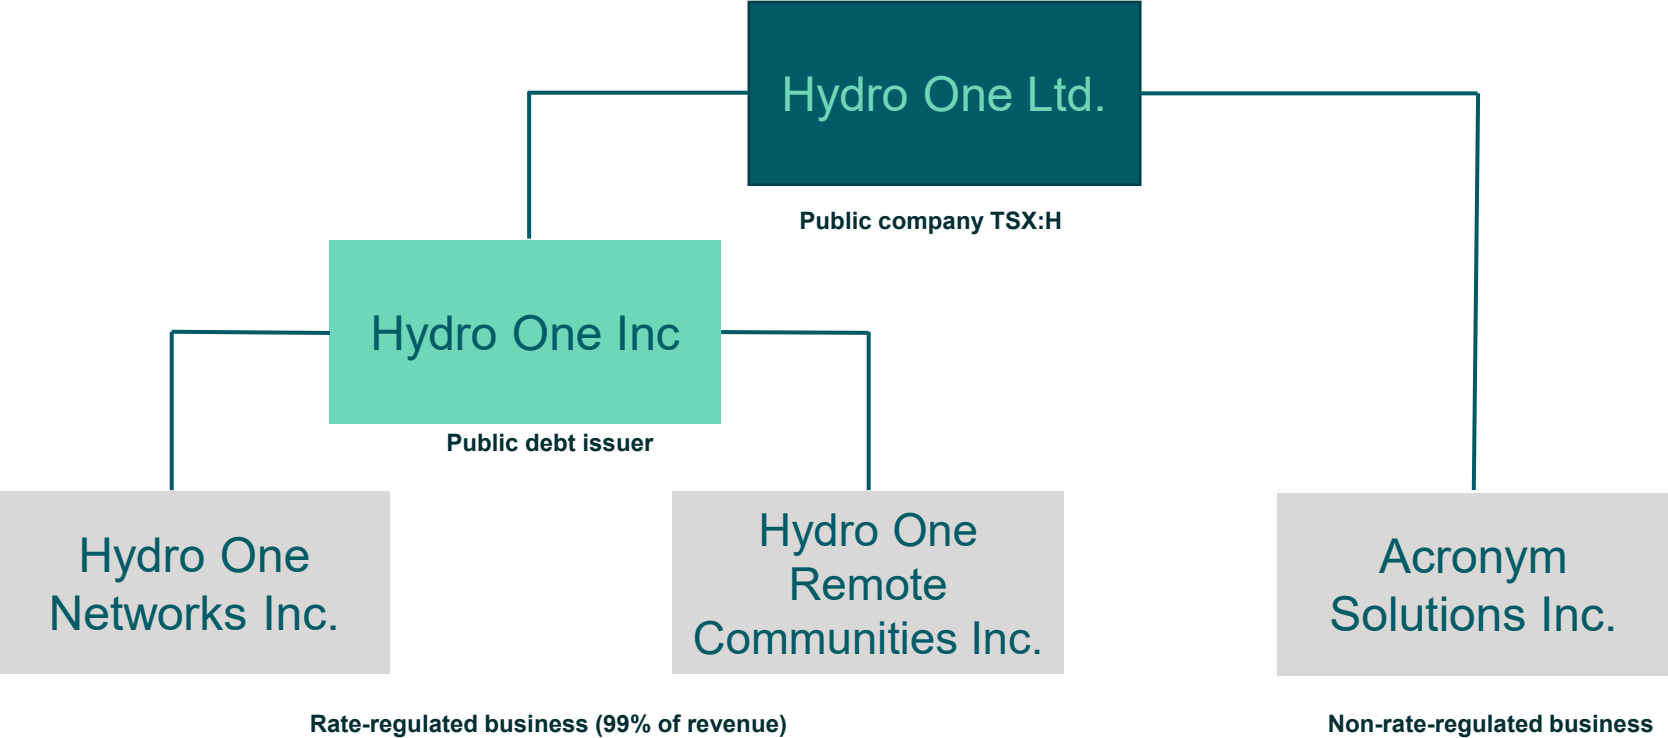 Hydro One Ltd.
Public company TSX:H
Hydro One Inc
Public debt issuer
Hydro One
Networks Inc.
Hydro One
Remote
Communities Inc.
Acronym
Solutions Inc.
Rate-regulated business (99% of revenue)
Non-rate-regulated business